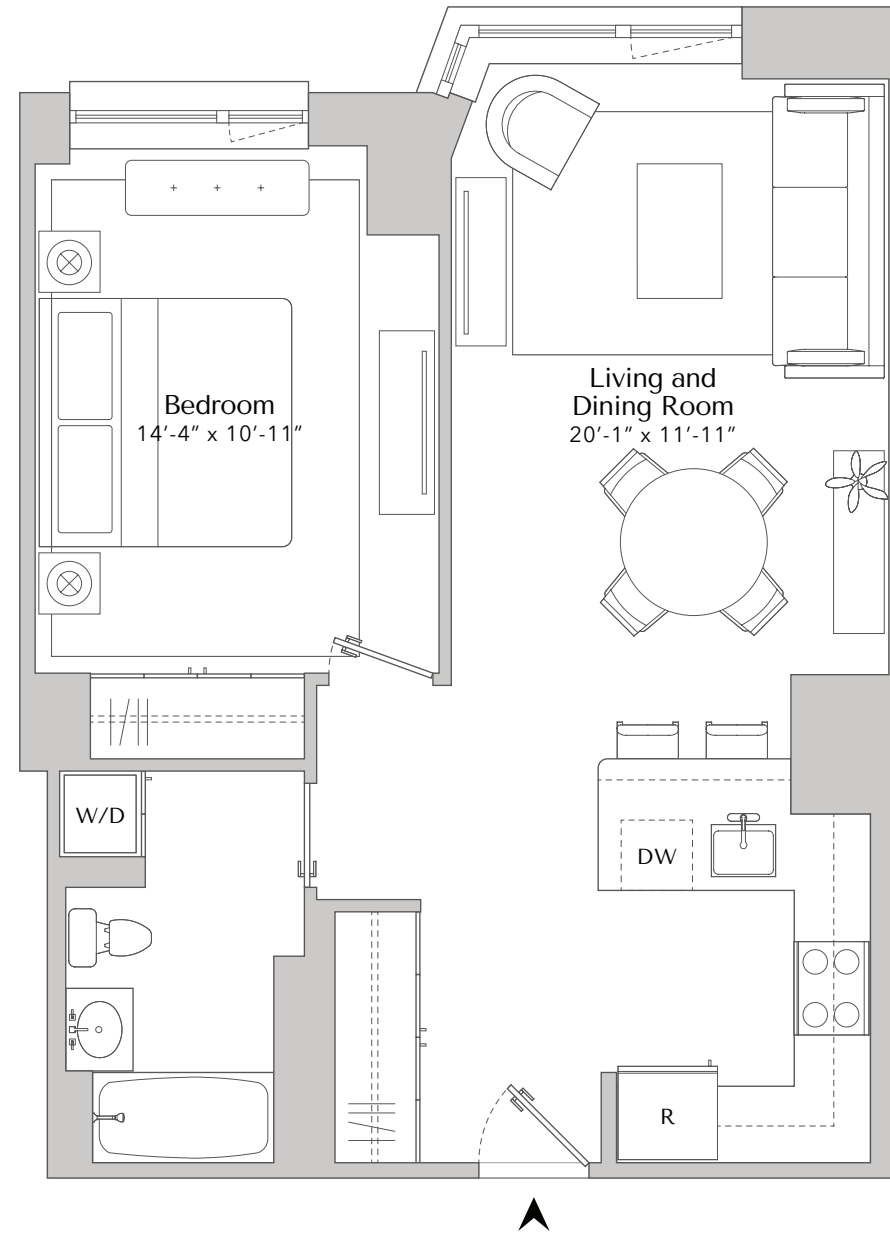 Living and
Dining Room
20’-1” x 11’-11”
Bedroom
14’-4” x 10’-11”
W/D
DW
R